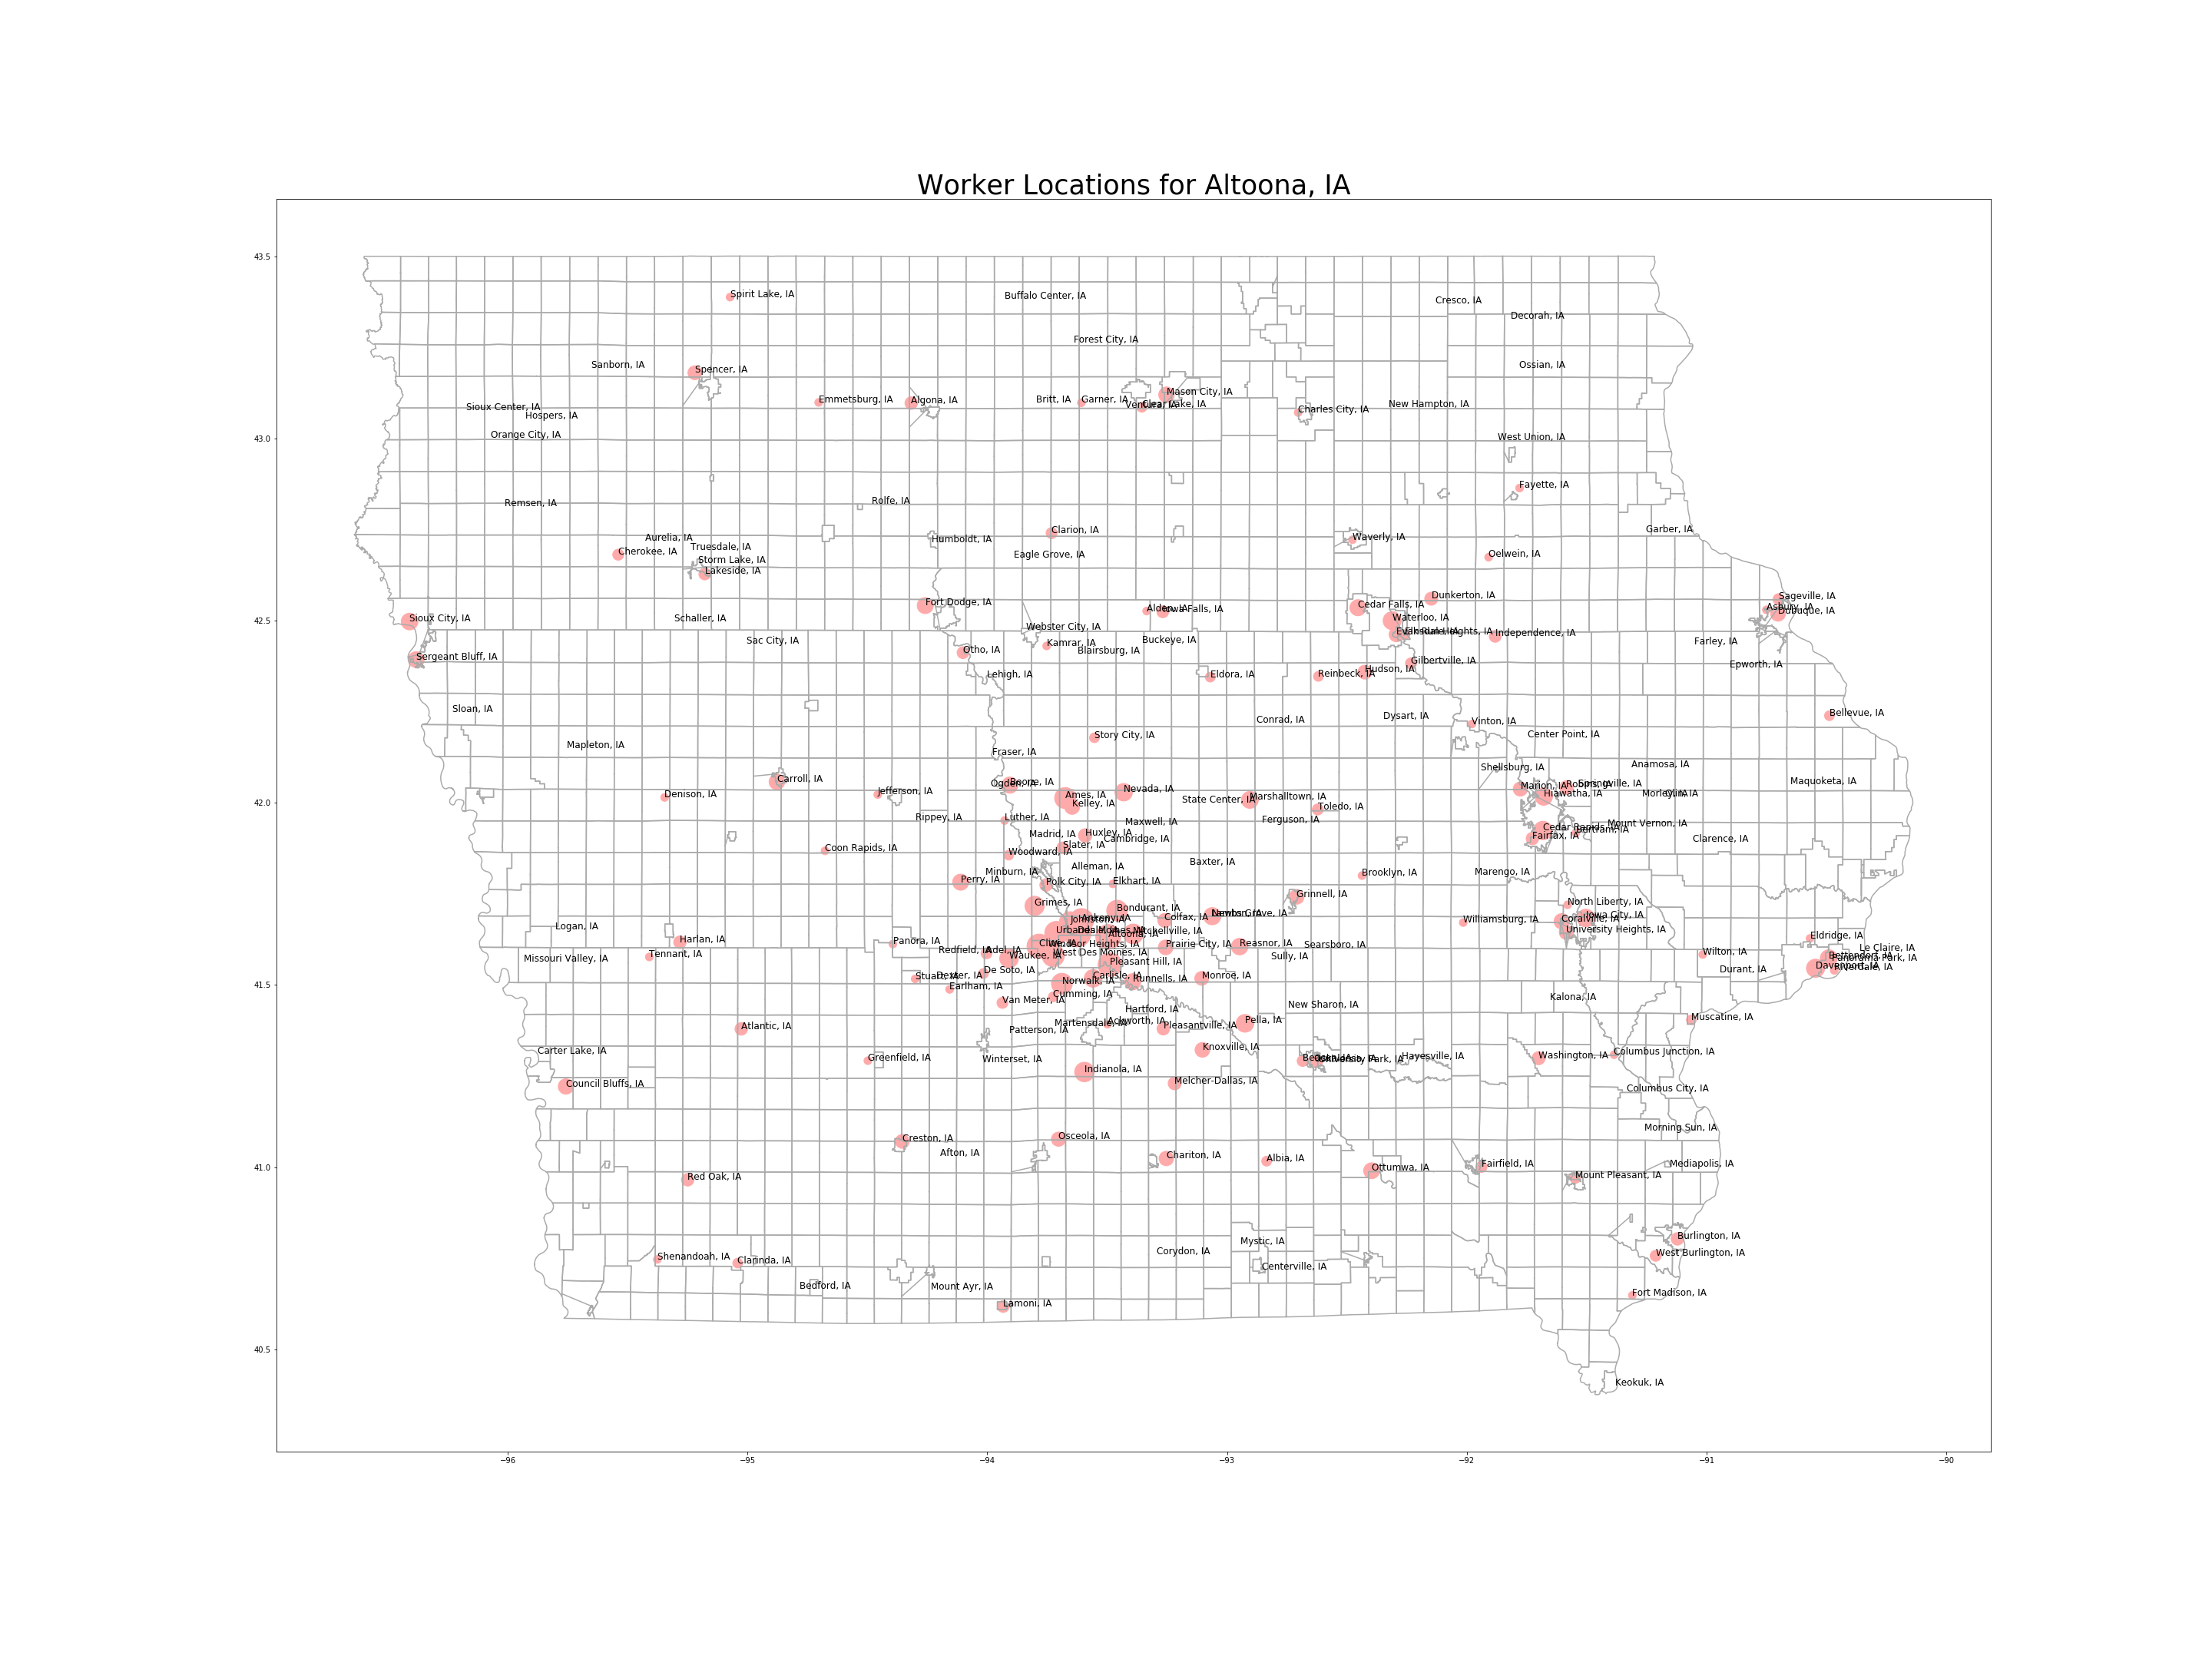 Worker Locations for Altoona, IA
43.5
Spirit Lake, IA
Buffalo Center, IA
Cresco, IA
Decorah, IA
Forest City, IA
Sanborn, IA
Spencer, IA
Ossian, IA
Mason City, IA
Emmetsburg, IA
Algona, IA
Britt, IA
Garner, IA
Ventura, IA
Clear Lake, IA
Sioux Center, IA
Charles City, IA
New Hampton, IA
Hospers, IA
43.0
Orange City, IA
West Union, IA
Fayette, IA
Remsen, IA
Rolfe, IA
Clarion, IA
Garber, IA
Aurelia, IA
Humboldt, IA
Waverly, IA
Truesdale, IA
Cherokee, IA
Eagle Grove, IA
Oelwein, IA
Storm Lake, IA
Lakeside, IA
Dunkerton, IA
Sageville, IA
Fort Dodge, IA
Cedar Falls, IA
Alden, IA
Iowa Falls, IA
Asbury, IA
Dubuque, IA
42.5
Sioux City, IA
Schaller, IA
Waterloo, IA
Webster City, IA
Elk Run Heights, IA
Independence, IA
Sac City, IA
Buckeye, IA
Farley, IA
Kamrar, IA
Otho, IA
Blairsburg, IA
Sergeant Bluff, IA
Gilbertville, IA
Epworth, IA
Hudson, IA
Lehigh, IA
Eldora, IA
Reinbeck, IA
Sloan, IA
Conrad, IA
Dysart, IA
Bellevue, IA
Vinton, IA
Story City, IA
Center Point, IA
Mapleton, IA
Fraser, IA
Shellsburg, IA
Anamosa, IA
Carroll, IA
Ogden, IA
Boone, IA
Marion, IA
Robins, IA
Springville, IA
Maquoketa, IA
42.0
Denison, IA
Jefferson, IA
Ames, IA
Nevada, IA
State Center, IA
Marshalltown, IA
Hiawatha, IA
Morley, IA
Olin, IA
Kelley, IA
Toledo, IA
Rippey, IA
Luther, IA
Maxwell, IA
Ferguson, IA
Cedar Rapids, IA
Bertram, IA
Mount Vernon, IA
Madrid, IA
Huxley, IA
Cambridge, IA
Fairfax, IA
Clarence, IA
Coon Rapids, IA
Woodward, IA
Slater, IA
Alleman, IA
Baxter, IA
Minburn, IA
Brooklyn, IA
Marengo, IA
Perry, IA
Polk City, IA
Elkhart, IA
Grinnell, IA
Grimes, IA
Bondurant, IA
North Liberty, IA
Johnston, IA
Ankeny, IA
Colfax, IA
Newton, IA
Lambs Grove, IA
Williamsburg, IA
Coralville, IA
Iowa City, IA
Logan, IA
Urbandale, IA
Des Moines, IA
Altoona, IA
Mitchellville, IA
University Heights, IA
Harlan, IA
Panora, IA
Clive, IA
Windsor Heights, IA
Prairie City, IA
Reasnor, IA
Searsboro, IA
Eldridge, IA
Missouri Valley, IA
Tennant, IA
Redfield, IA
Adel, IA
Waukee, IA
West Des Moines, IA
Sully, IA
Wilton, IA
Le Claire, IA
Bettendorf, IA
Panorama Park, IA
Pleasant Hill, IA
Durant, IA
Davenport, IA
Riverdale, IA
41.5
Stuart, IA
Dexter, IA
De Soto, IA
Earlham, IA
Norwalk, IA
Carlisle, IA
Runnells, IA
Monroe, IA
Van Meter, IA
Cumming, IA
Hartford, IA
New Sharon, IA
Kalona, IA
Atlantic, IA
Patterson, IA
Martensdale, IA
Ackworth, IA
Pleasantville, IA
Pella, IA
Muscatine, IA
Carter Lake, IA
Greenfield, IA
Winterset, IA
Knoxville, IA
Beacon, IA
Oskaloosa, IA
University Park, IA
Hayesville, IA
Washington, IA
Columbus Junction, IA
Council Bluffs, IA
Indianola, IA
Melcher-Dallas, IA
Columbus City, IA
Creston, IA
Osceola, IA
Morning Sun, IA
41.0
Afton, IA
Chariton, IA
Albia, IA
Ottumwa, IA
Fairfield, IA
Mediapolis, IA
Red Oak, IA
Mount Pleasant, IA
Shenandoah, IA
Clarinda, IA
Corydon, IA
Mystic, IA
Burlington, IA
West Burlington, IA
Bedford, IA
Mount Ayr, IA
Centerville, IA
Lamoni, IA
Fort Madison, IA
40.5
Keokuk, IA
−96 −95 −94 −93 −92 −91 −90